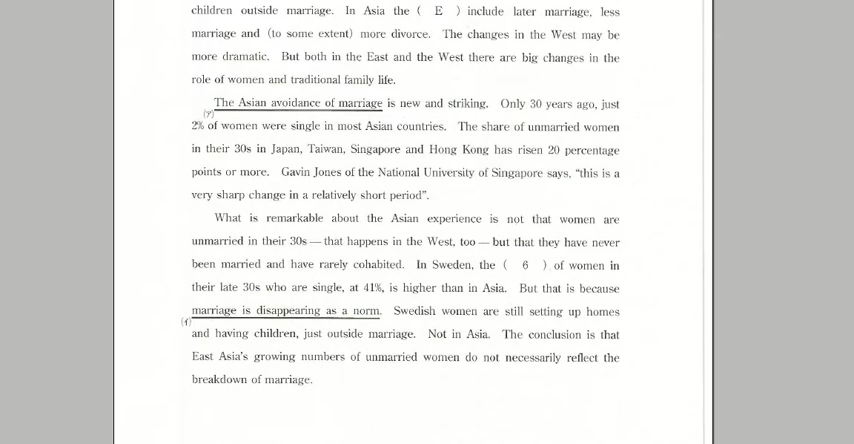 children outside marriage. In Asia the ( E ) include later marriage, less
marriage and (to some extent) more divorce. The changes in the West may be
more dramatic. But both in the East and the West there are big changes in the
role of women and traditional family life.
The Asian avoidance of marriage is new and striking. Only 30 years ago, just
(ア)
2% of women were single in most Asian countries. The share of unmarried women
in their 30s in Japan, Taiwan, Singapore and Hong Kong has risen 20 percentage
points or more. Gavin Jones of the National University of Singapore says, “this is a
very sharp change in a relatively short period”.
What is remarkable about the Asian experience is not that women are
unmarried in their 30s — that happens in the West, too — but that they have never
been married and have rarely cohabited. In Sweden, the ( 6 ) of women in
their late 30s who are single, at 41%, is higher than in Asia. But that is because
marriage is disappearing as a norm. Swedish women are still setting up homes
(イ)
and having children, just outside marriage. Not in Asia. The conclusion is that
East Asia's growing numbers of unmarried women do not necessarily reflect the
breakdown of marriage.